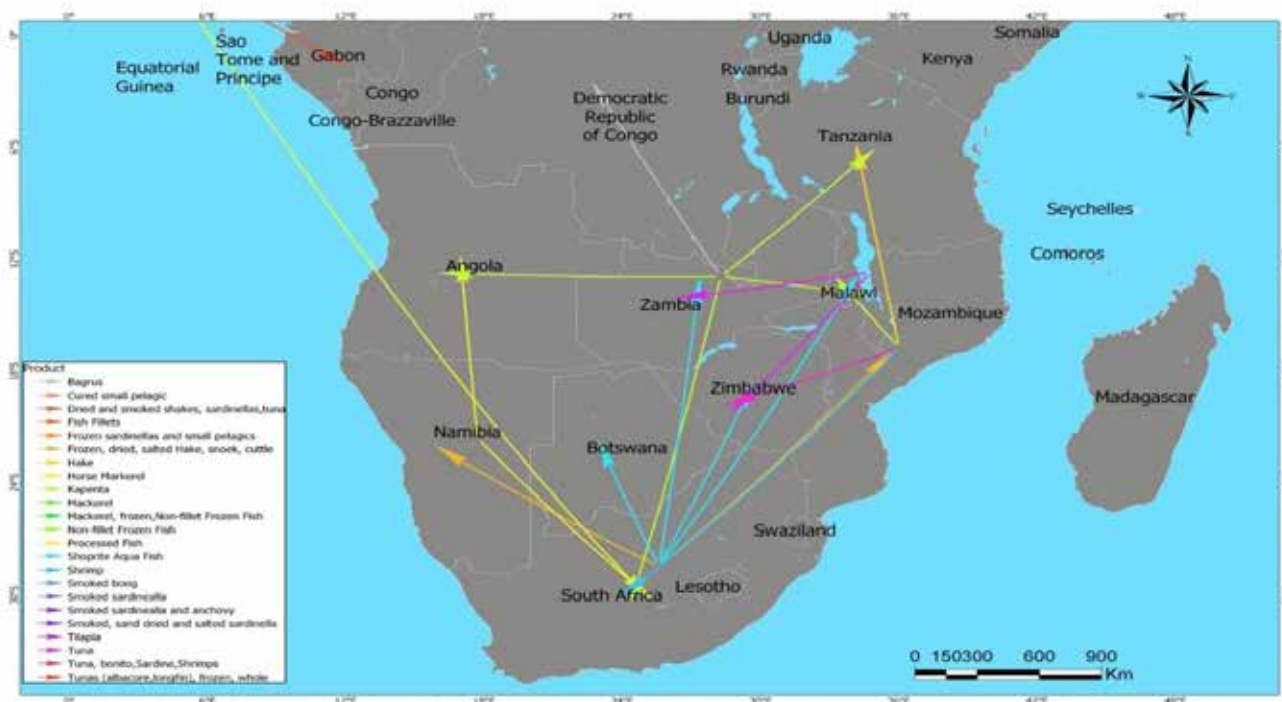 Sao
Tome and
Principe
Equatorial
Guinea
Gabon
Congo
Congo-Brazzaville
Democratic
Republic
of Congo
Uganda
Rwanda
Burundi
Kenya
Somalia
Tanzania
Seychelles
Comoros
Angola
Zambia
Malawi
Mozambique
Zimbabwe
Madagascar
Namibia
Botswana
Swaziland
South Africa
Lesotho
Product
Bagrus
Cured small pelagic
Dried and smoked shakes, sardinellas,tuna
Fish Fillets
Frozen sardinellas and small pelagics
Frozen, dried, salted Hake, snoek, cuttle
Hake
Horse Markerel
Kapenta
Mackerel
Mackerel, frozen,Non-fillet Frozen Fish
Non-fillet Frozen Fish
Processed Fish
Shoprite Aqua Fish
Shrimp
Smoked bong
Smoked sardinealla
Smoked sardinealla and anchovy
Smoked, sand dried and salted sardinella
Tilapia
Tuna
Tuna, bonito,Sardine,Shrimps
Tunas (albacore,longfin), frozen, whole
0 150300 600 900
Km